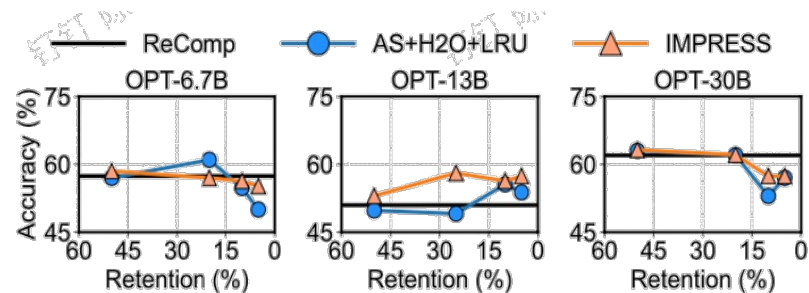 ReComp AS+H2O+LRU IMPRESS
OPT-6.7B OPT-13B OPT-30B
Accuracy (%)
75 75 75
60 60 60
45 45 45
60 45 30 15 0 60 45 30 15 0 60 45 30 15 0
Retention (%) Retention (%) Retention (%)